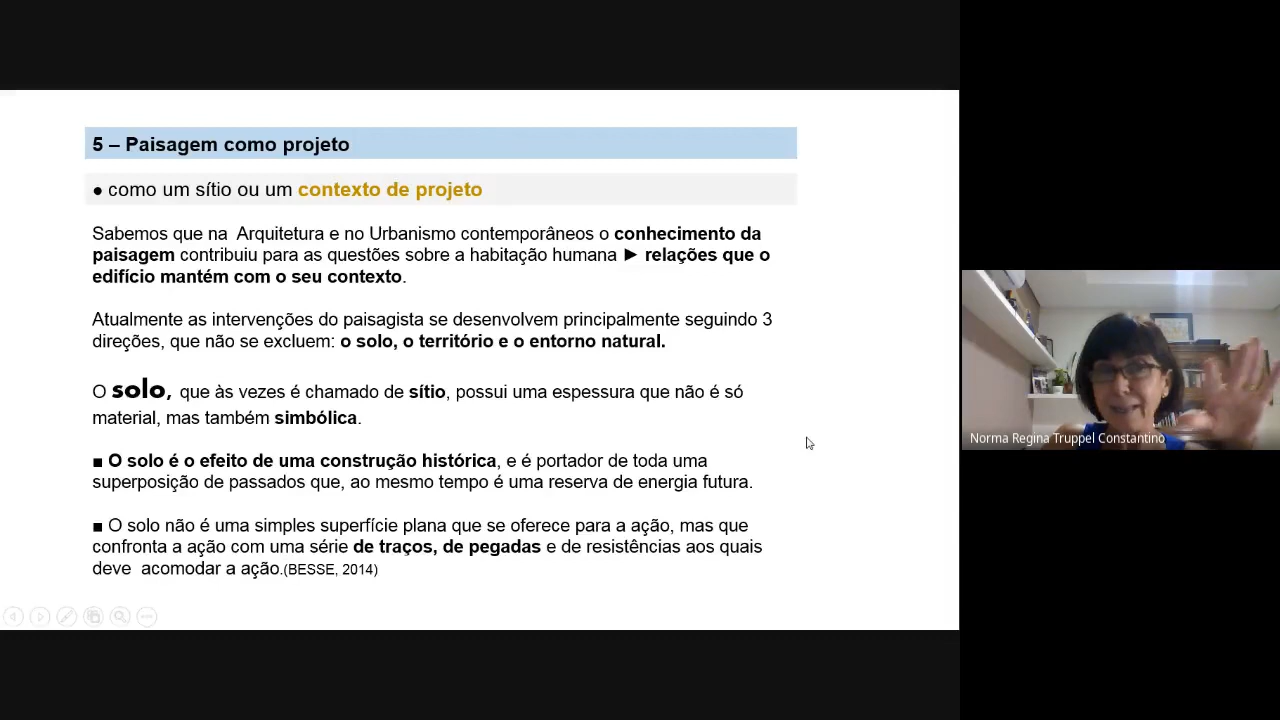 5 – Paisagem como projeto
● como um sítio ou um contexto de projeto
Sabemos que na Arquitetura e no Urbanismo contemporâneos o conhecimento da
paisagem contribuiu para as questões sobre a habitação humana ► relações que o
edifício mantém com o seu contexto.
Atualmente as intervenções do paisagista se desenvolvem principalmente seguindo 3
direções, que não se excluem: o solo, o território e o entorno natural.
O solo, que às vezes é chamado de sítio, possui uma espessura que não é só
material, mas também simbólica.
■ O solo é o efeito de uma construção histórica, e é portador de toda uma
superposição de passados que, ao mesmo tempo é uma reserva de energia futura.
■ O solo não é uma simples superfície plana que se oferece para a ação, mas que
confronta a ação com uma série de traços, de pegadas e de resistências aos quais
deve acomodar a ação.(BESSE, 2014)
Norma Regina Truppel Constantino